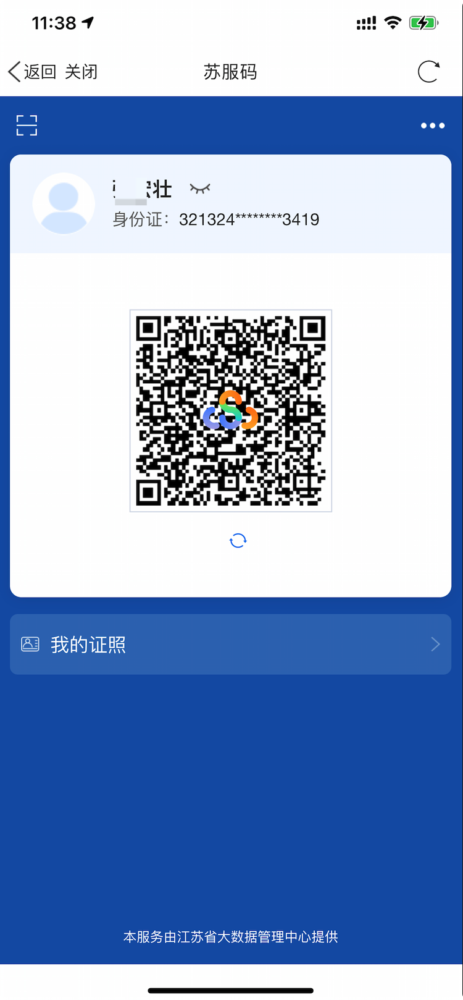 11:38
返回 关闭 苏服码
壮
身份证：321324********3419
我的证照
本服务由江苏省大数据管理中心提供